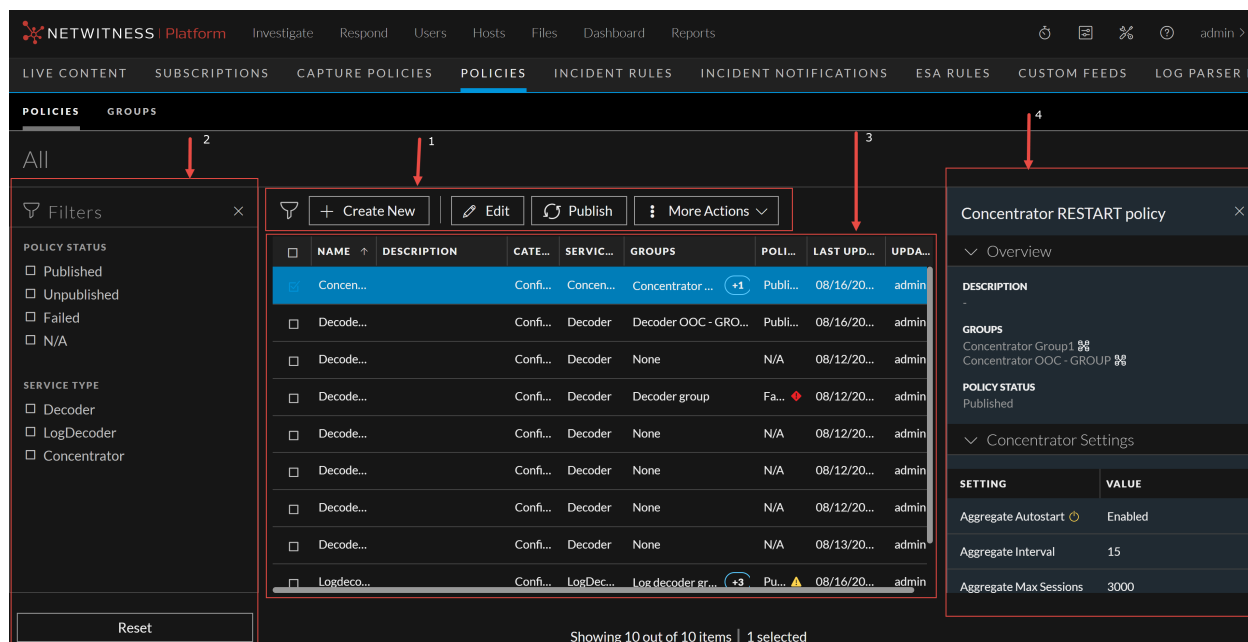 NETWITNESS Platform Investigate Respond Users Hosts Files Dashboard Reports admin >
LIVE CONTENT SUBSCRIPTIONS CAPTURE POLICIES POLICIES INCIDENT RULES INCIDENT NOTIFICATIONS ESA RULES CUSTOM FEEDS LOG PARSER
POLICIES GROUPS
2 1 3 4
All
Filters
POLICY STATUS
Published
Unpublished
Failed
N/A
SERVICE TYPE
Decoder
LogDecoder
Concentrator
Reset
+ Create New Edit Publish More Actions
NAME ↑ DESCRIPTION CATE... SERVIC... GROUPS POLI... LAST UPD... UPDA...
Concen... Confi... Concen... Concentrator ... +1 Publi... 08/16/20... admin
Decode... Confi... Decoder Decoder OOC - GRO... Publi... 08/16/20... admin
Decode... Confi... Decoder None N/A 08/12/20... admin
Decode... Confi... Decoder Decoder group Fa... 08/12/20... admin
Decode... Confi... Decoder None N/A 08/12/20... admin
Decode... Confi... Decoder None N/A 08/12/20... admin
Decode... Confi... Decoder None N/A 08/12/20... admin
Decode... Confi... Decoder None N/A 08/13/20... admin
Logdeco... Confi... LogDec... Log decoder gr... +3 Pu... 08/16/20... admin
Showing 10 out of 10 items | 1 selected
Concentrator RESTART policy
Overview
DESCRIPTION
-
GROUPS
Concentrator Group1
Concentrator OOC - GROUP
POLICY STATUS
Published
Concentrator Settings
SETTING VALUE
Aggregate Autostart Enabled
Aggregate Interval 15
Aggregate Max Sessions 3000